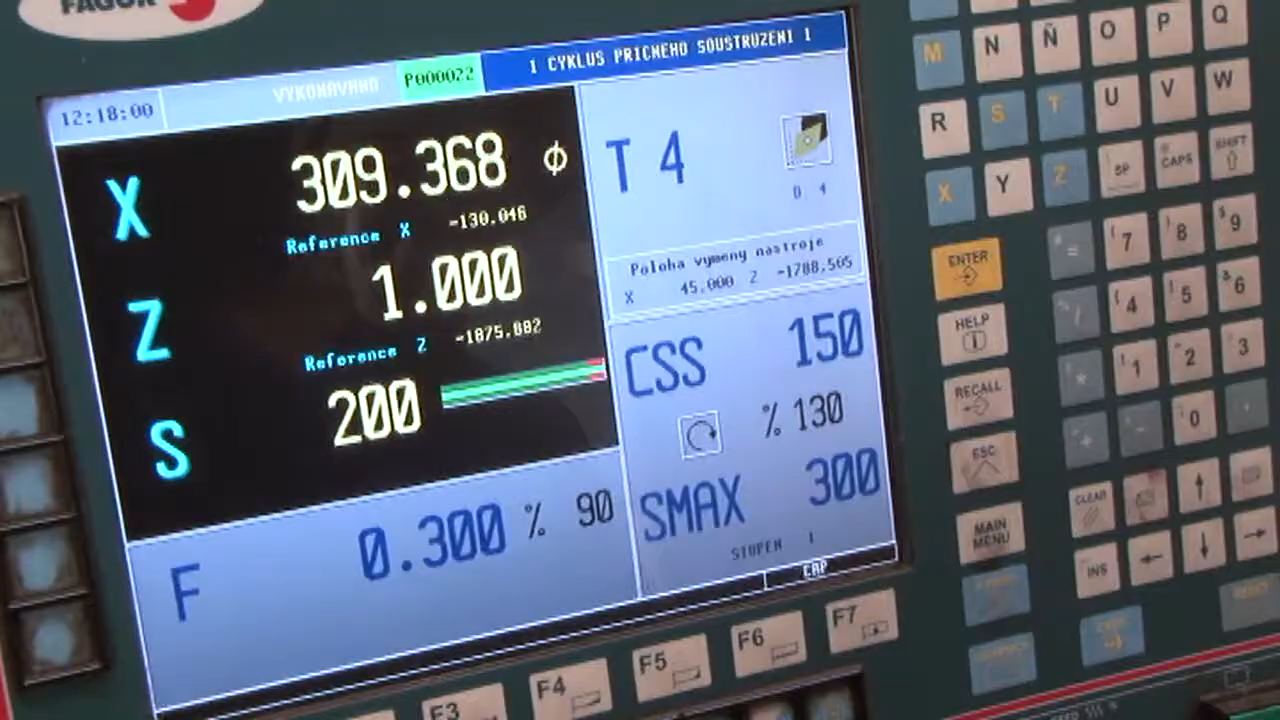 FAGOR
12:18:00 VYKONAVANO P000022 1 CYKLUS PRICNEHO SOUSTRUZENI 1
X 309.368 ϕ
Reference X -130.046
Z 1.000
Reference Z -1875.882
S 200
F 0.300 % 90
T 4
D 4
Poloha vymeny nastroje
X 45.000 Z -1788.505
CSS 150
% 130
SMAX 300
STUPEN 1
CAP
F3 F4 F5 F6 F7
M N Ñ O P Q
R S T U V W
X Y Z SP CAPS SHIFT
ENTER = 7 8 9
HELP / 4 5 6
RECALL * 1 2 3
ESC + - 0 .
CLEAR
MAIN MENU
INS